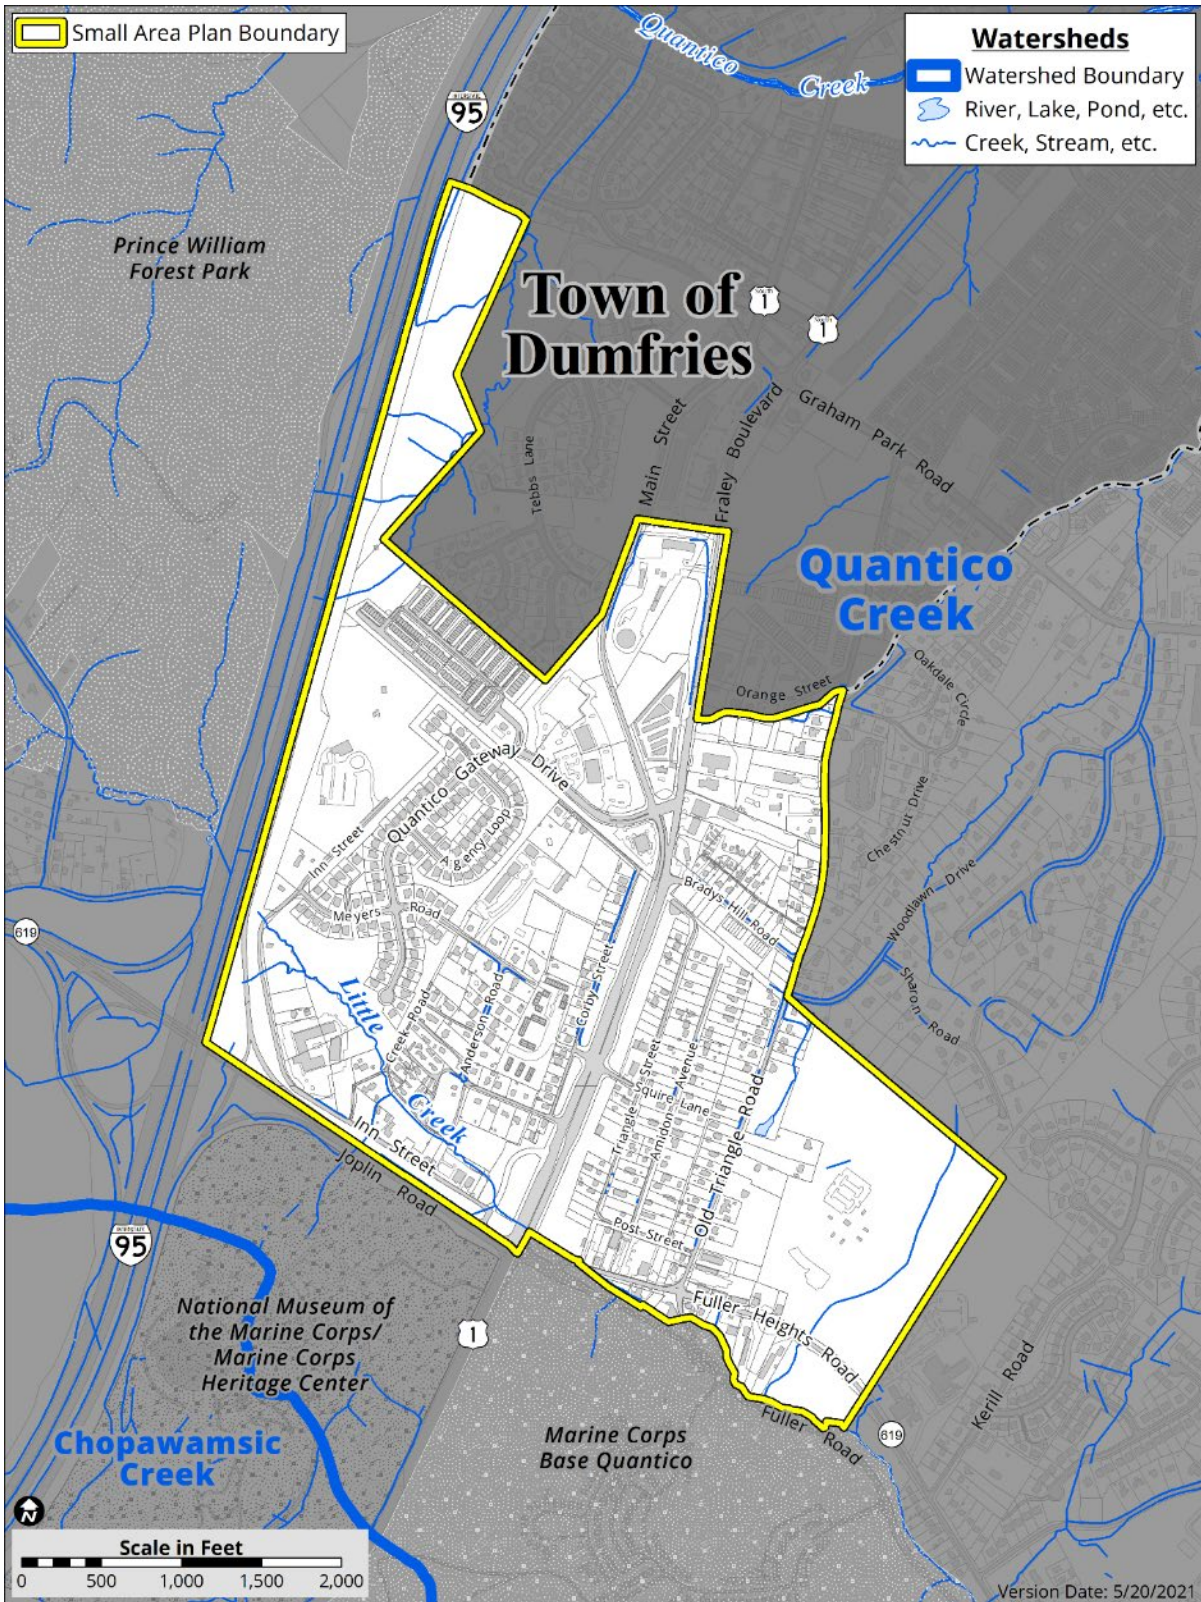 Small Area Plan Boundary
Watersheds
Watershed Boundary
River, Lake, Pond, etc.
Creek, Stream, etc.
Quantico Creek
INTERSTATE
95
Prince William
Forest Park
Town of
Dumfries
South
1
South
1
Graham Park Road
Main Street
Fraley Boulevard
Tebbs Lane
Quantico
Creek
Orange Street
Oakdale Circle
Quantico Gateway Drive
Chestnut Drive
Inn Street
Algency Loop
Meyers Road
Bradys Hill Road
Woodlawn Drive
619
Sharon Road
Corby Street
Little Creek
Creek Road
Anderson Road
Triangle Street
Amidon Avenue
Squire Lane
Old Triangle Road
Inn Street
Joplin Road
Post Street
INTERSTATE
95
Fuller Heights Road
National Museum of
the Marine Corps/
Marine Corps
Heritage Center
1
Kerill Road
Fuller Road
619
Marine Corps
Base Quantico
Chopawamsic
Creek
N
Scale in Feet
0 500 1,000 1,500 2,000
Version Date: 5/20/2021